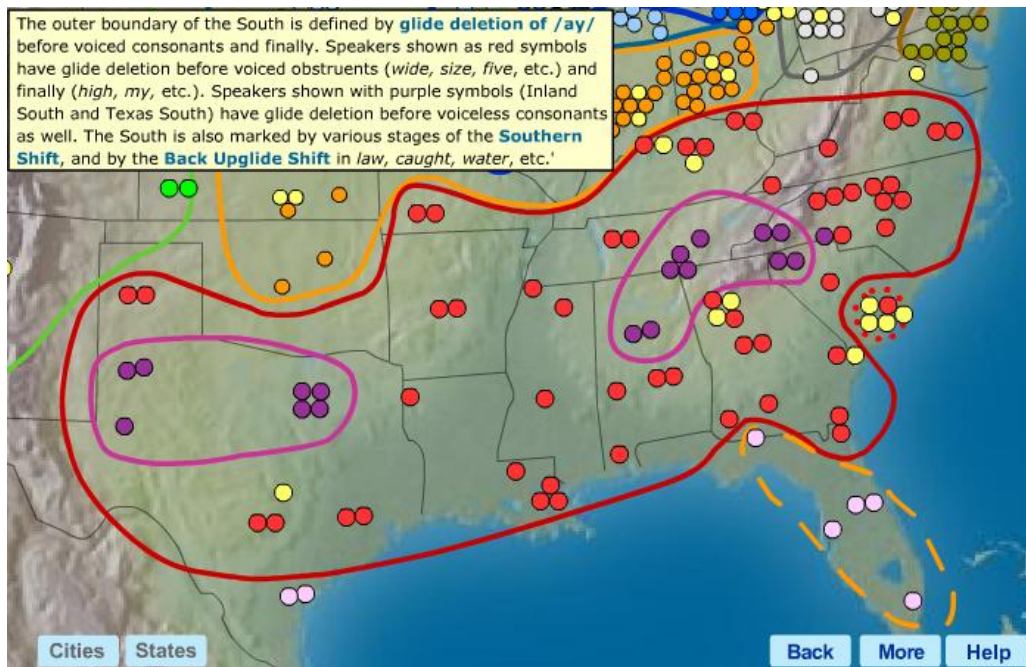 The outer boundary of the South is defined by glide deletion of /ay/
before voiced consonants and finally. Speakers shown as red symbols
have glide deletion before voiced obstruents (wide, size, five, etc.) and
finally (high, my, etc.). Speakers shown with purple symbols (Inland
South and Texas South) have glide deletion before voiceless consonants
as well. The South is also marked by various stages of the Southern
Shift, and by the Back Upglide Shift in law, caught, water, etc.'
Cities States Back More Help